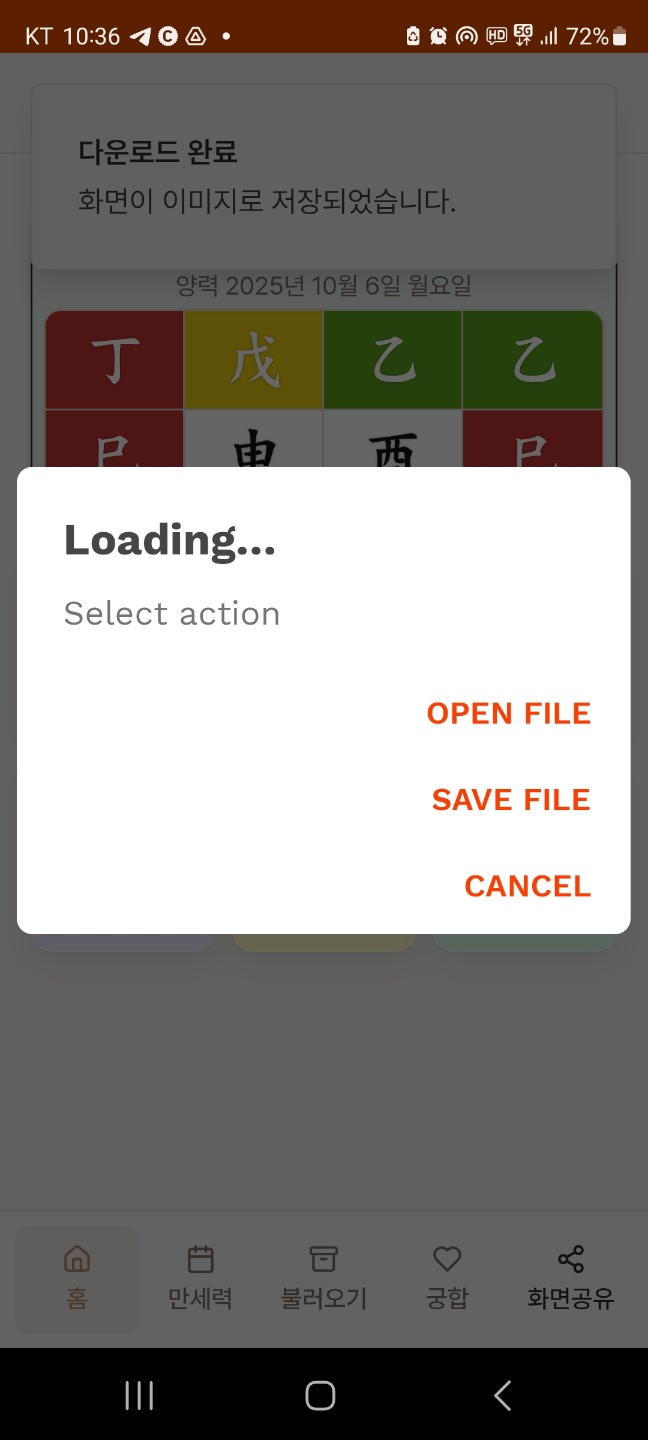 KT 10:36 72%
다운로드 완료
화면이 이미지로 저장되었습니다.
양력 2025년 10월 6일 월요일
丁 戊 乙 乙
巳 申 酉 巳
Loading...
Select action
OPEN FILE
SAVE FILE
CANCEL
홈 만세력 불러오기 궁합 화면공유